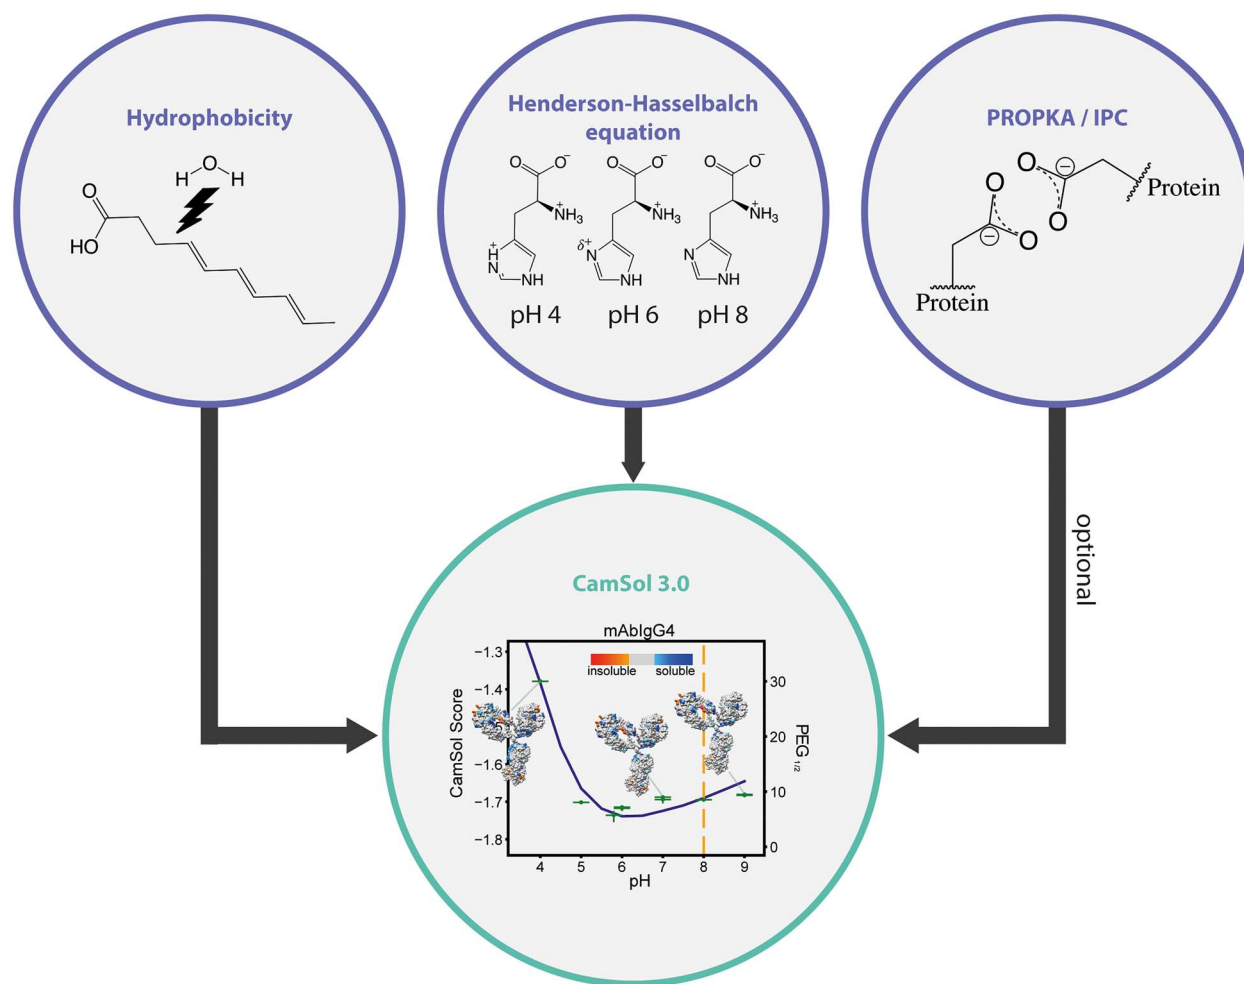 Hydrophobicity
H O H
O
HO
Henderson-Hasselbalch
equation
O O− O O− O O−
+ + +
NH3 NH3 NH3
+
H
N
NH
δ+
N
NH
N
NH
pH 4 pH 6 pH 8
PROPKA / IPC
O
−
O
Protein
O
−
O
Protein
optional
CamSol 3.0
mAbIgG4
insoluble soluble
CamSol Score
−1.3
−1.4
5
−1.6
−1.7
−1.8
PEG 1/2
30
20
10
0
4 5 6 7 8 9
pH